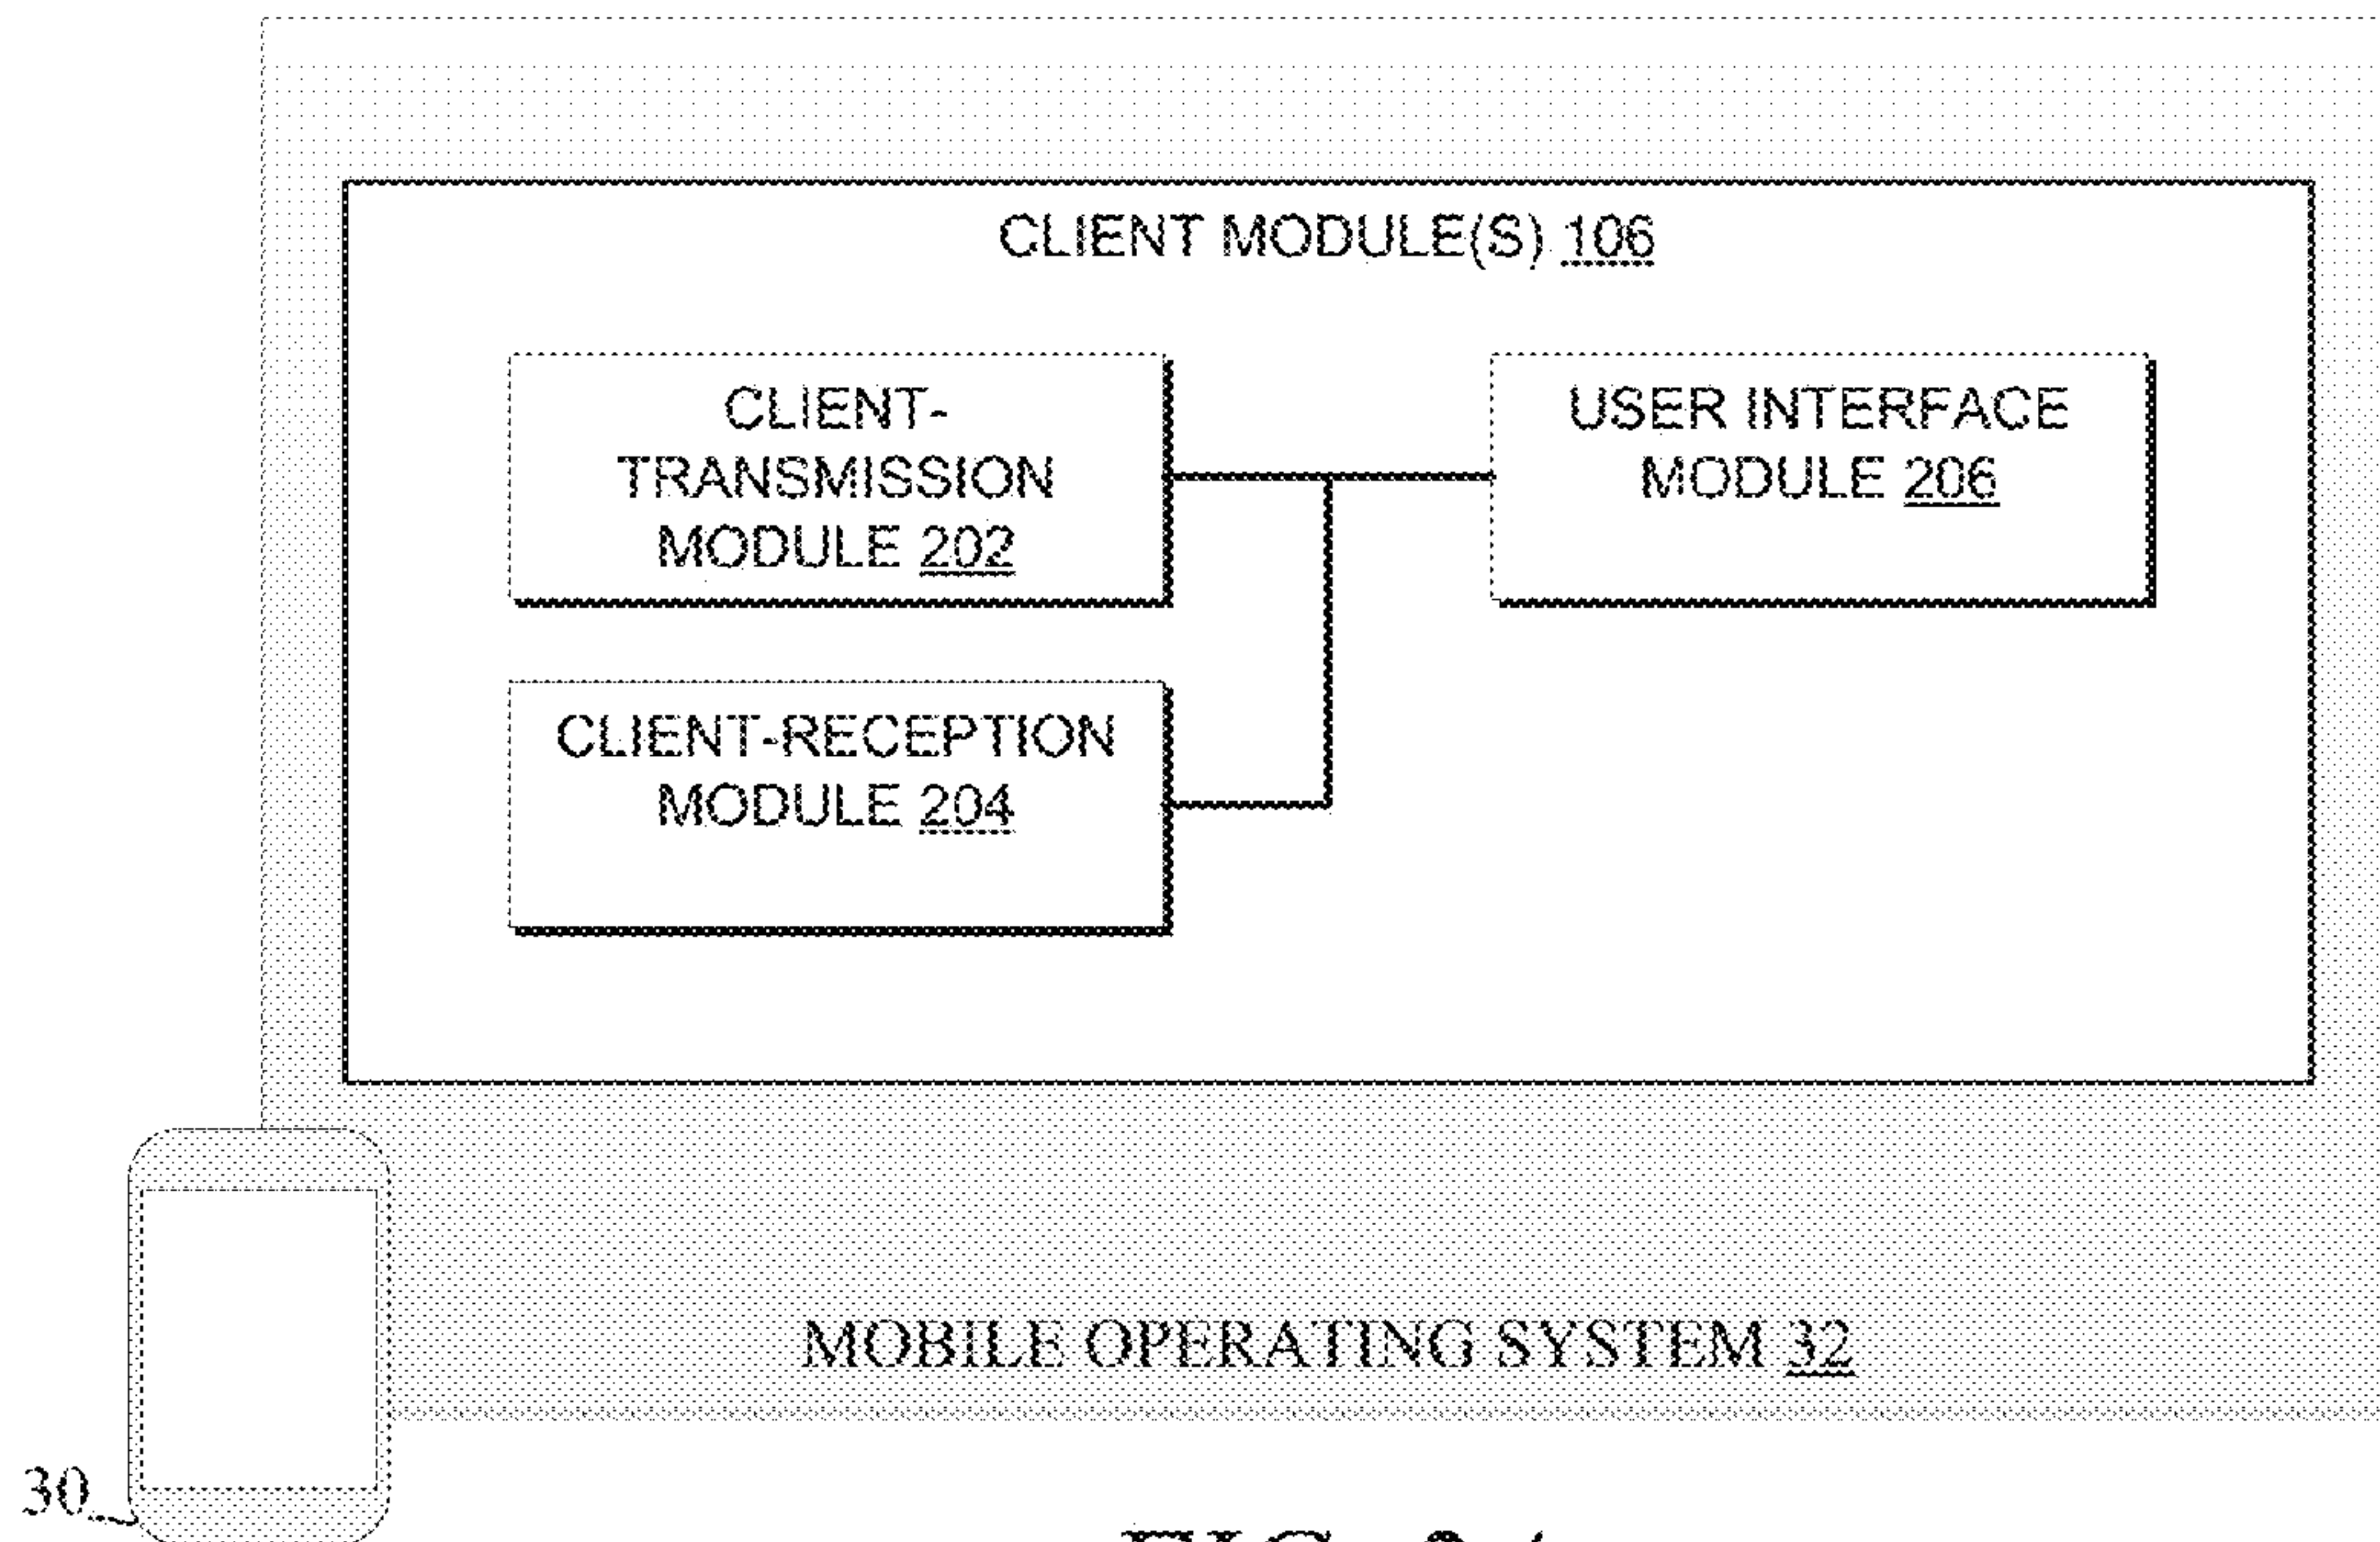 CLIENT MODULE(S) 106
CLIENT-
TRANSMISSION
MODULE 202
USER INTERFACE
MODULE 206
CLIENT-RECEPTION
MODULE 204
MOBILE OPERATING SYSTEM 32
30